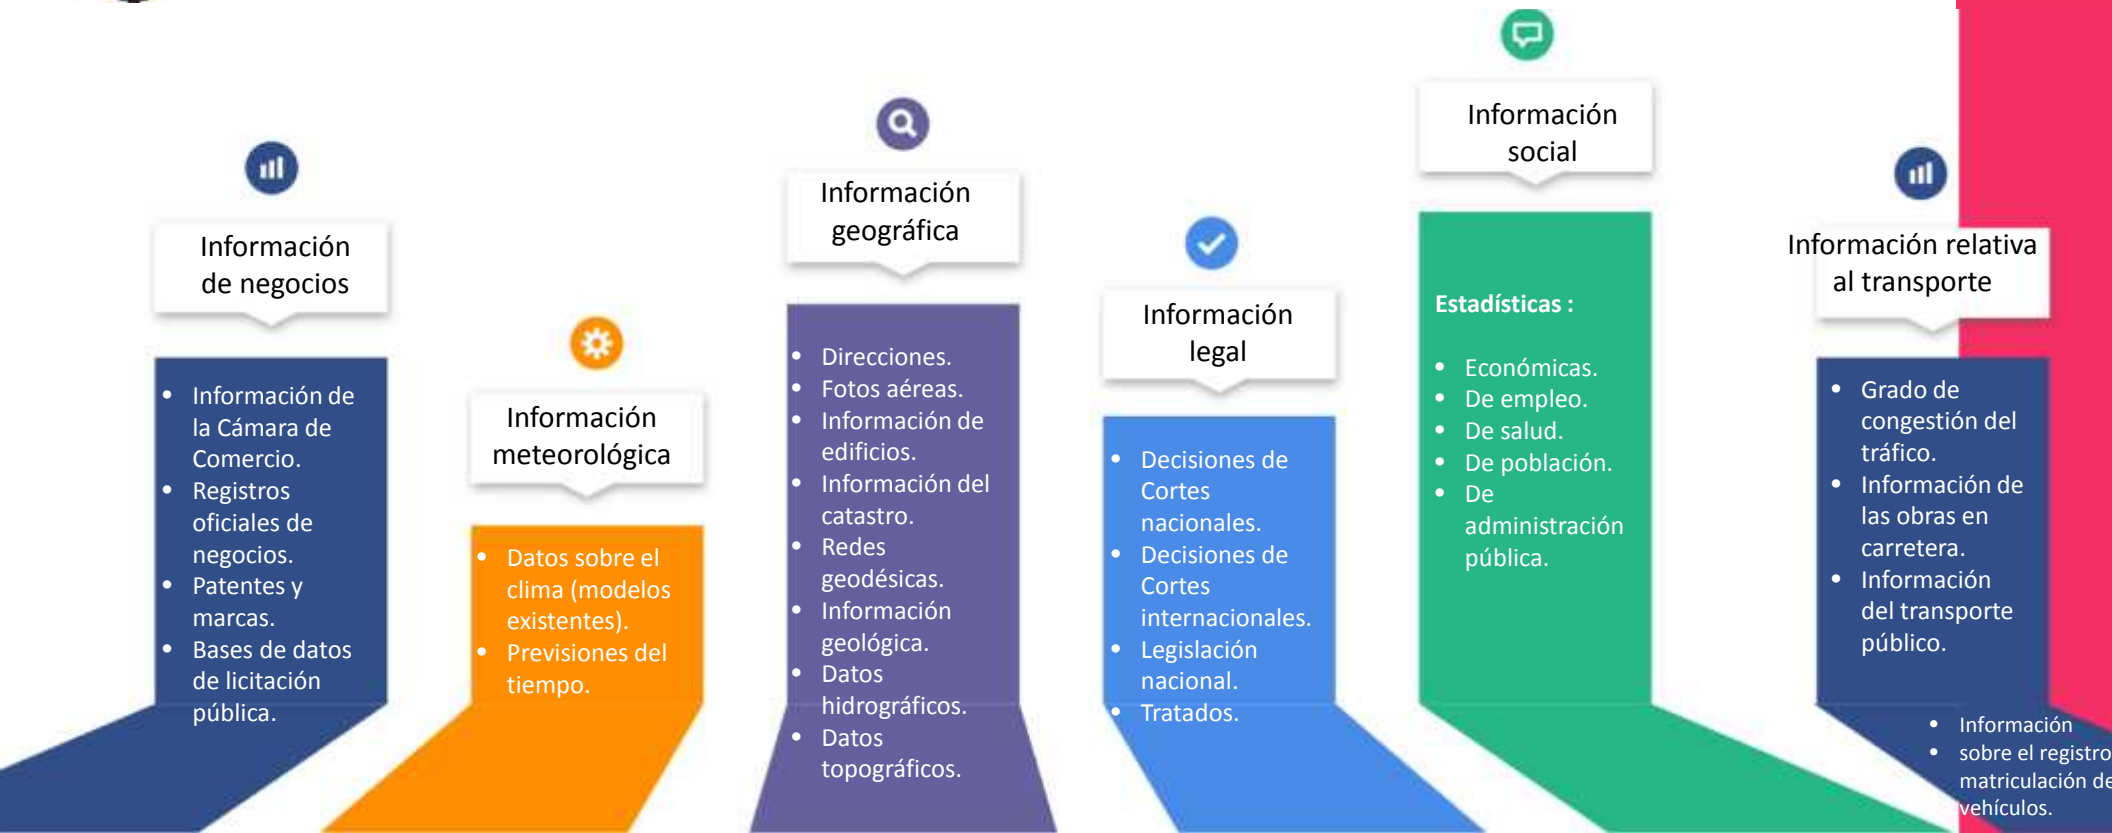 Información
de negocios
• Información de
la Cámara de
Comercio.
• Registros
oficiales de
negocios.
• Patentes y
marcas.
• Bases de datos
de licitación
pública.
Información
meteorológica
• Datos sobre el
clima (modelos
existentes).
• Previsiones del
tiempo.
Información
geográfica
• Direcciones.
• Fotos aéreas.
• Información de
edificios.
• Información del
catastro.
• Redes
geodésicas.
• Información
geológica.
• Datos
hidrográficos.
• Datos
topográficos.
Información
legal
• Decisiones de
Cortes
nacionales.
• Decisiones de
Cortes
internacionales.
• Legislación
nacional.
• Tratados.
Información
social
Estadísticas :
• Económicas.
• De empleo.
• De salud.
• De población.
• De
administración
pública.
Información relativa
al transporte
• Grado de
congestión del
tráfico.
• Información de
las obras en
carretera.
• Información
del transporte
público.
• Información
• sobre el registro
matriculación de
vehículos.